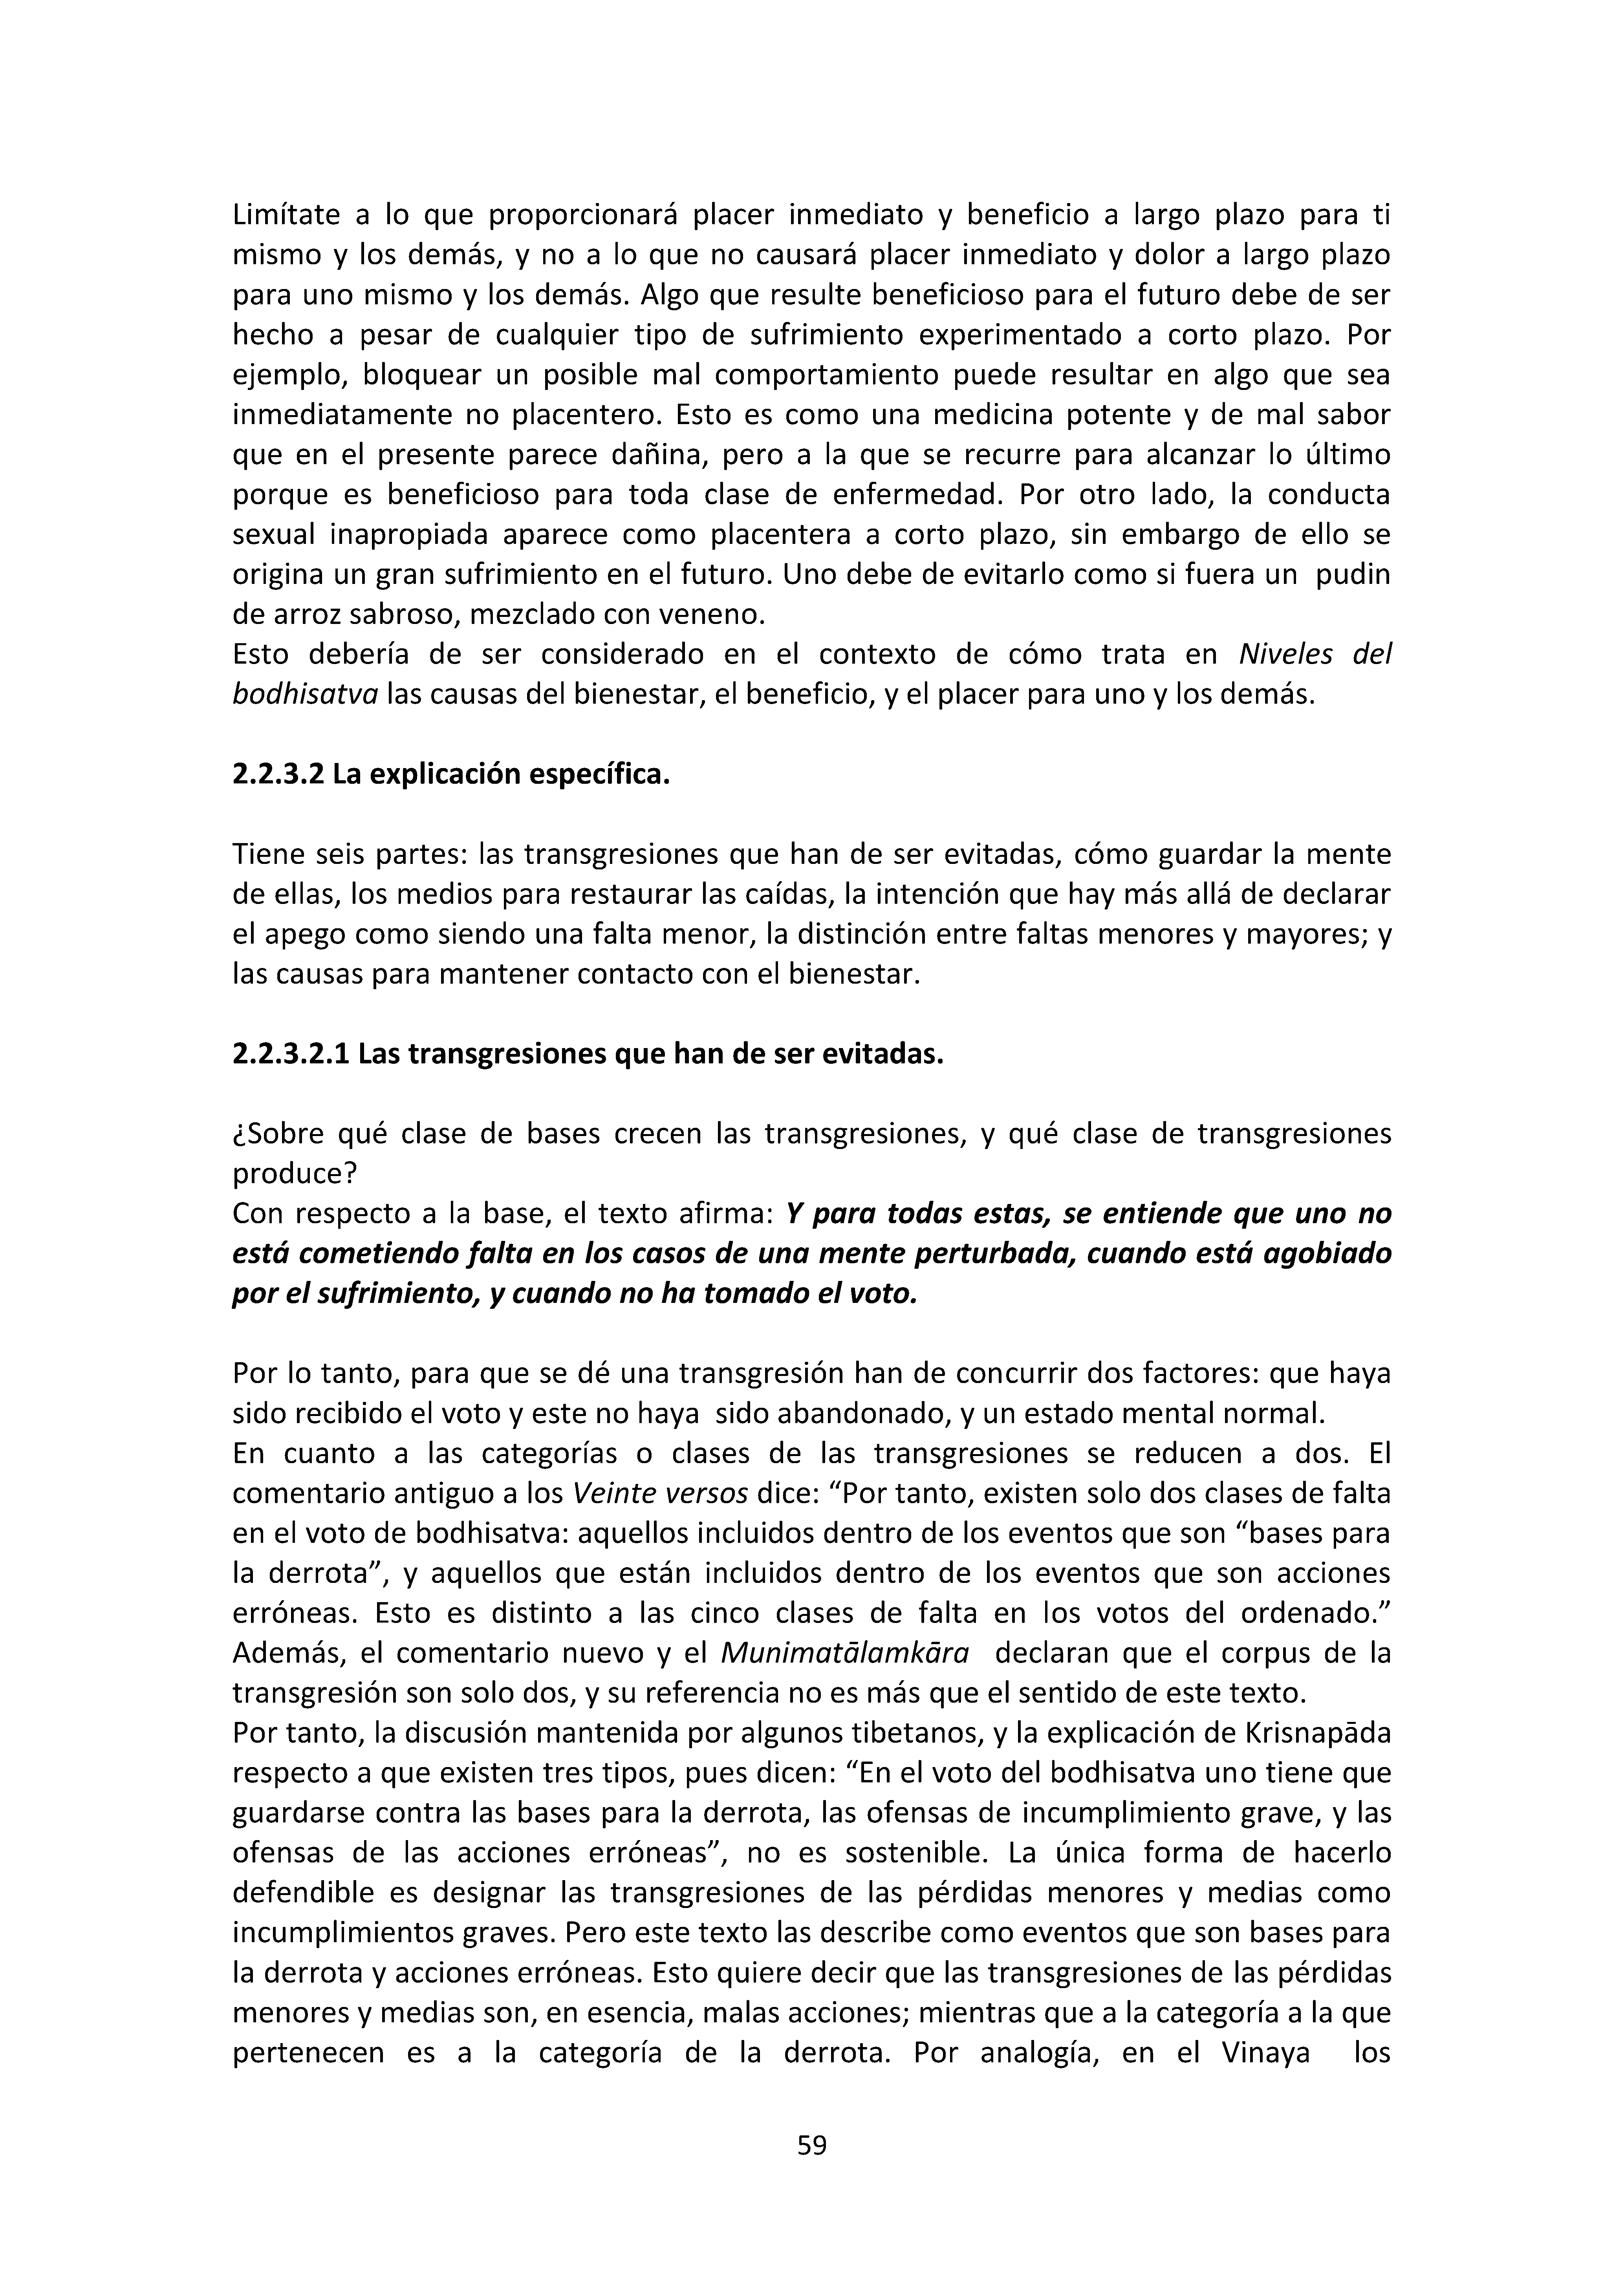 Limítate a lo que proporcionará placer inmediato y beneficio a largo plazo para ti
mismo y los demás, y no a lo que no causará placer inmediato y dolor a largo plazo
para uno mismo y los demás. Algo que resulte beneficioso para el futuro debe de ser
hecho a pesar de cualquier tipo de sufrimiento experimentado a corto plazo. Por
ejemplo, bloquear un posible mal comportamiento puede resultar en algo que sea
inmediatamente no placentero. Esto es como una medicina potente y de mal sabor
que en el presente parece dañina, pero a la que se recurre para alcanzar lo último
porque es beneficioso para toda clase de enfermedad. Por otro lado, la conducta
sexual inapropiada aparece como placentera a corto plazo, sin embargo de ello se
origina un gran sufrimiento en el futuro. Uno debe de evitarlo como si fuera un pudin
de arroz sabroso, mezclado con veneno.
Esto debería de ser considerado en el contexto de cómo trata en Niveles del
bodhisatva las causas del bienestar, el beneficio, y el placer para uno y los demás.
2.2.3.2 La explicación específica.
Tiene seis partes: las transgresiones que han de ser evitadas, cómo guardar la mente
de ellas, los medios para restaurar las caídas, la intención que hay más allá de declarar
el apego como siendo una falta menor, la distinción entre faltas menores y mayores; y
las causas para mantener contacto con el bienestar.
2.2.3.2.1 Las transgresiones que han de ser evitadas.
¿Sobre qué clase de bases crecen las transgresiones, y qué clase de transgresiones
produce?
Con respecto a la base, el texto afirma: Y para todas estas, se entiende que uno no
está cometiendo falta en los casos de una mente perturbada, cuando está agobiado
por el sufrimiento, y cuando no ha tomado el voto.
Por lo tanto, para que se dé una transgresión han de concurrir dos factores: que haya
sido recibido el voto y este no haya sido abandonado, y un estado mental normal.
En cuanto a las categorías o clases de las transgresiones se reducen a dos. El
comentario antiguo a los Veinte versos dice: “Por tanto, existen solo dos clases de falta
en el voto de bodhisatva: aquellos incluidos dentro de los eventos que son “bases para
la derrota”, y aquellos que están incluidos dentro de los eventos que son acciones
erróneas. Esto es distinto a las cinco clases de falta en los votos del ordenado.”
Además, el comentario nuevo y el Munimatālamkāra declaran que el corpus de la
transgresión son solo dos, y su referencia no es más que el sentido de este texto.
Por tanto, la discusión mantenida por algunos tibetanos, y la explicación de Krisnapāda
respecto a que existen tres tipos, pues dicen: “En el voto del bodhisatva uno tiene que
guardarse contra las bases para la derrota, las ofensas de incumplimiento grave, y las
ofensas de las acciones erróneas”, no es sostenible. La única forma de hacerlo
defendible es designar las transgresiones de las pérdidas menores y medias como
incumplimientos graves. Pero este texto las describe como eventos que son bases para
la derrota y acciones erróneas. Esto quiere decir que las transgresiones de las pérdidas
menores y medias son, en esencia, malas acciones; mientras que a la categoría a la que
pertenecen es a la categoría de la derrota. Por analogía, en el Vinaya los
59